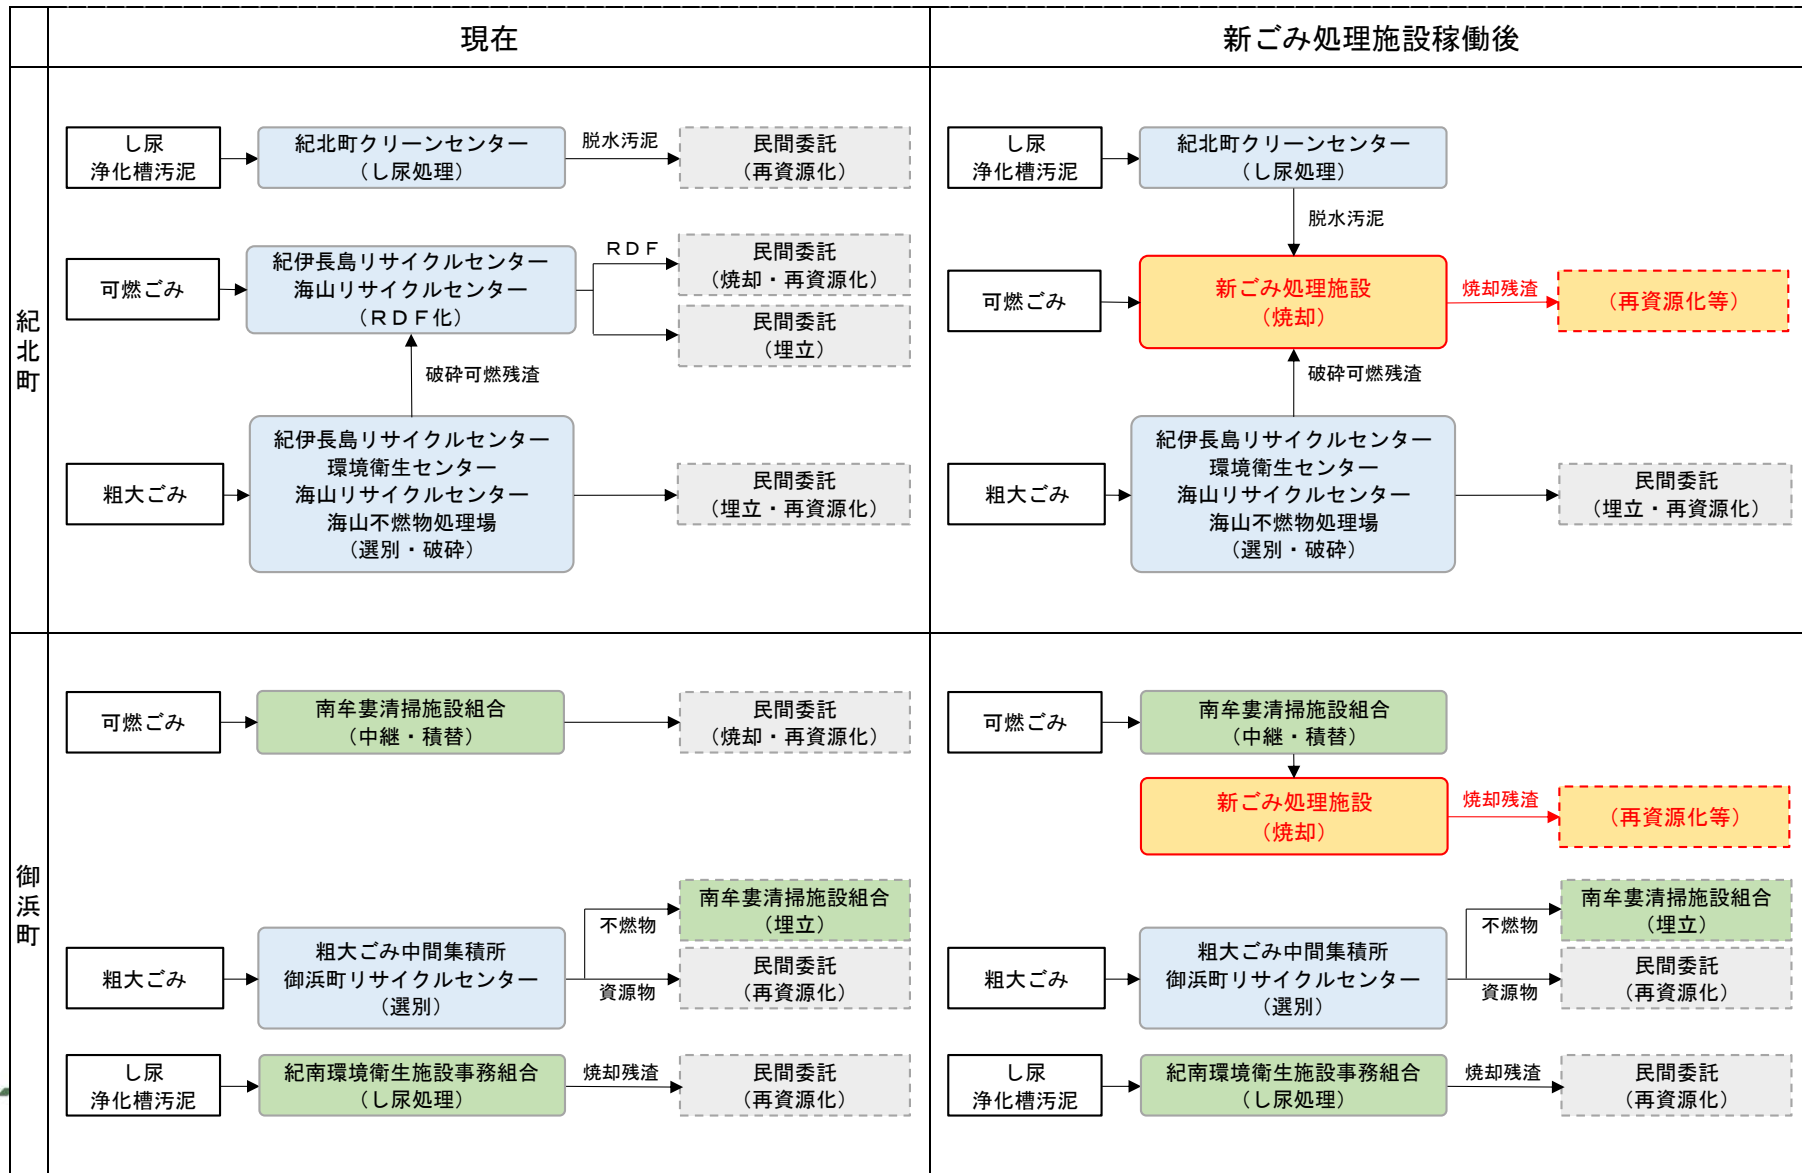 現在
新ごみ処理施設稼働後
紀北町
し尿
浄化槽汚泥
紀北町クリーンセンター
（し尿処理）
脱水汚泥
民間委託
（再資源化）
可燃ごみ
紀伊長島リサイクルセンター
海山リサイクルセンター
（ＲＤＦ化）
ＲＤＦ
民間委託
（焼却・再資源化）
民間委託
（埋立）
破砕可燃残渣
粗大ごみ
紀伊長島リサイクルセンター
環境衛生センター
海山リサイクルセンター
海山不燃物処理場
（選別・破砕）
民間委託
（埋立・再資源化）
し尿
浄化槽汚泥
紀北町クリーンセンター
（し尿処理）
脱水汚泥
可燃ごみ
新ごみ処理施設
（焼却）
焼却残渣
（再資源化等）
破砕可燃残渣
粗大ごみ
紀伊長島リサイクルセンター
環境衛生センター
海山リサイクルセンター
海山不燃物処理場
（選別・破砕）
民間委託
（埋立・再資源化）
御浜町
可燃ごみ
南牟婁清掃施設組合
（中継・積替）
民間委託
（焼却・再資源化）
粗大ごみ
粗大ごみ中間集積所
御浜町リサイクルセンター
（選別）
不燃物
南牟婁清掃施設組合
（埋立）
資源物
民間委託
（再資源化）
し尿
浄化槽汚泥
紀南環境衛生施設事務組合
（し尿処理）
焼却残渣
民間委託
（再資源化）
可燃ごみ
南牟婁清掃施設組合
（中継・積替）
新ごみ処理施設
（焼却）
焼却残渣
（再資源化等）
粗大ごみ
粗大ごみ中間集積所
御浜町リサイクルセンター
（選別）
不燃物
南牟婁清掃施設組合
（埋立）
資源物
民間委託
（再資源化）
し尿
浄化槽汚泥
紀南環境衛生施設事務組合
（し尿処理）
焼却残渣
民間委託
（再資源化）